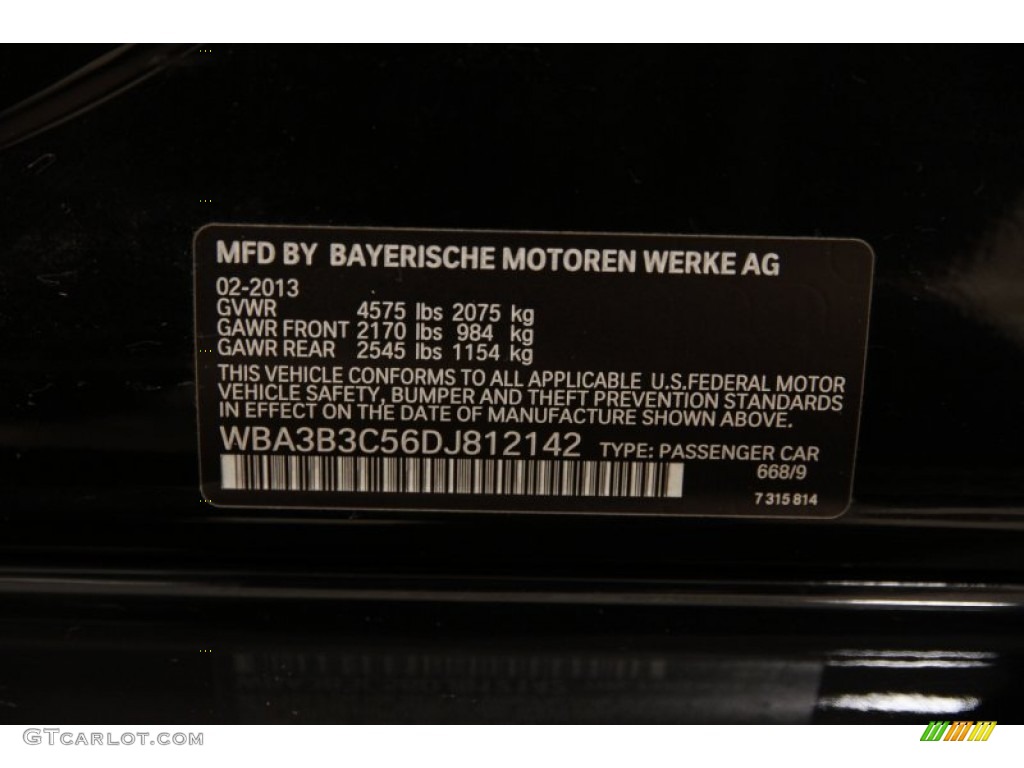 MFD BY BAYERISCHE MOTOREN WERKE AG
02-2013
GVWR 4575 lbs 2075 kg
GAWR FRONT 2170 lbs 984 kg
GAWR REAR 2545 lbs 1154 kg
THIS VEHICLE CONFORMS TO ALL APPLICABLE U.S.FEDERAL MOTOR
VEHICLE SAFETY, BUMPER AND THEFT PREVENTION STANDARDS
IN EFFECT ON THE DATE OF MANUFACTURE SHOWN ABOVE.
WBA3B3C56DJ812142 TYPE: PASSENGER CAR
668/9
7 315 814
GTCarLot.com